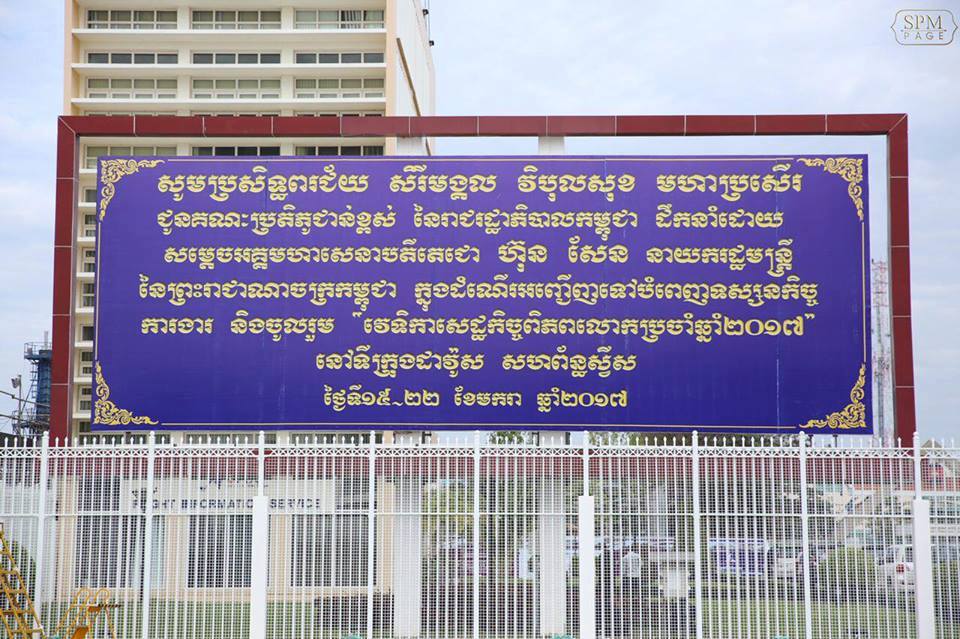 SPM
PAGE
សូមប្រសិទ្ធពរជ័យ សិរីមង្គល វិបុលសុខ មហាប្រសើរ
ជូនគណៈប្រតិភូជាន់ខ្ពស់ នៃរាជរដ្ឋាភិបាលកម្ពុជា ដឹកនាំដោយ
សម្តេចអគ្គមហាសេនាបតីតេជោ ហ៊ុន សែន នាយករដ្ឋមន្ត្រី
នៃព្រះរាជាណាចក្រកម្ពុជា ក្នុងដំណើរអញ្ជើញទៅបំពេញទស្សនកិច្ច
ការងារ និងចូលរួម "វេទិកាសេដ្ឋកិច្ចពិភពលោកប្រចាំឆ្នាំ២០១៧"
នៅទីក្រុងដាវ៉ូស សហព័ន្ធស្វីស
ថ្ងៃទី១៥~២២ ខែមករា ឆ្នាំ២០១៧
FLIGHT INFORMATION SERVICE